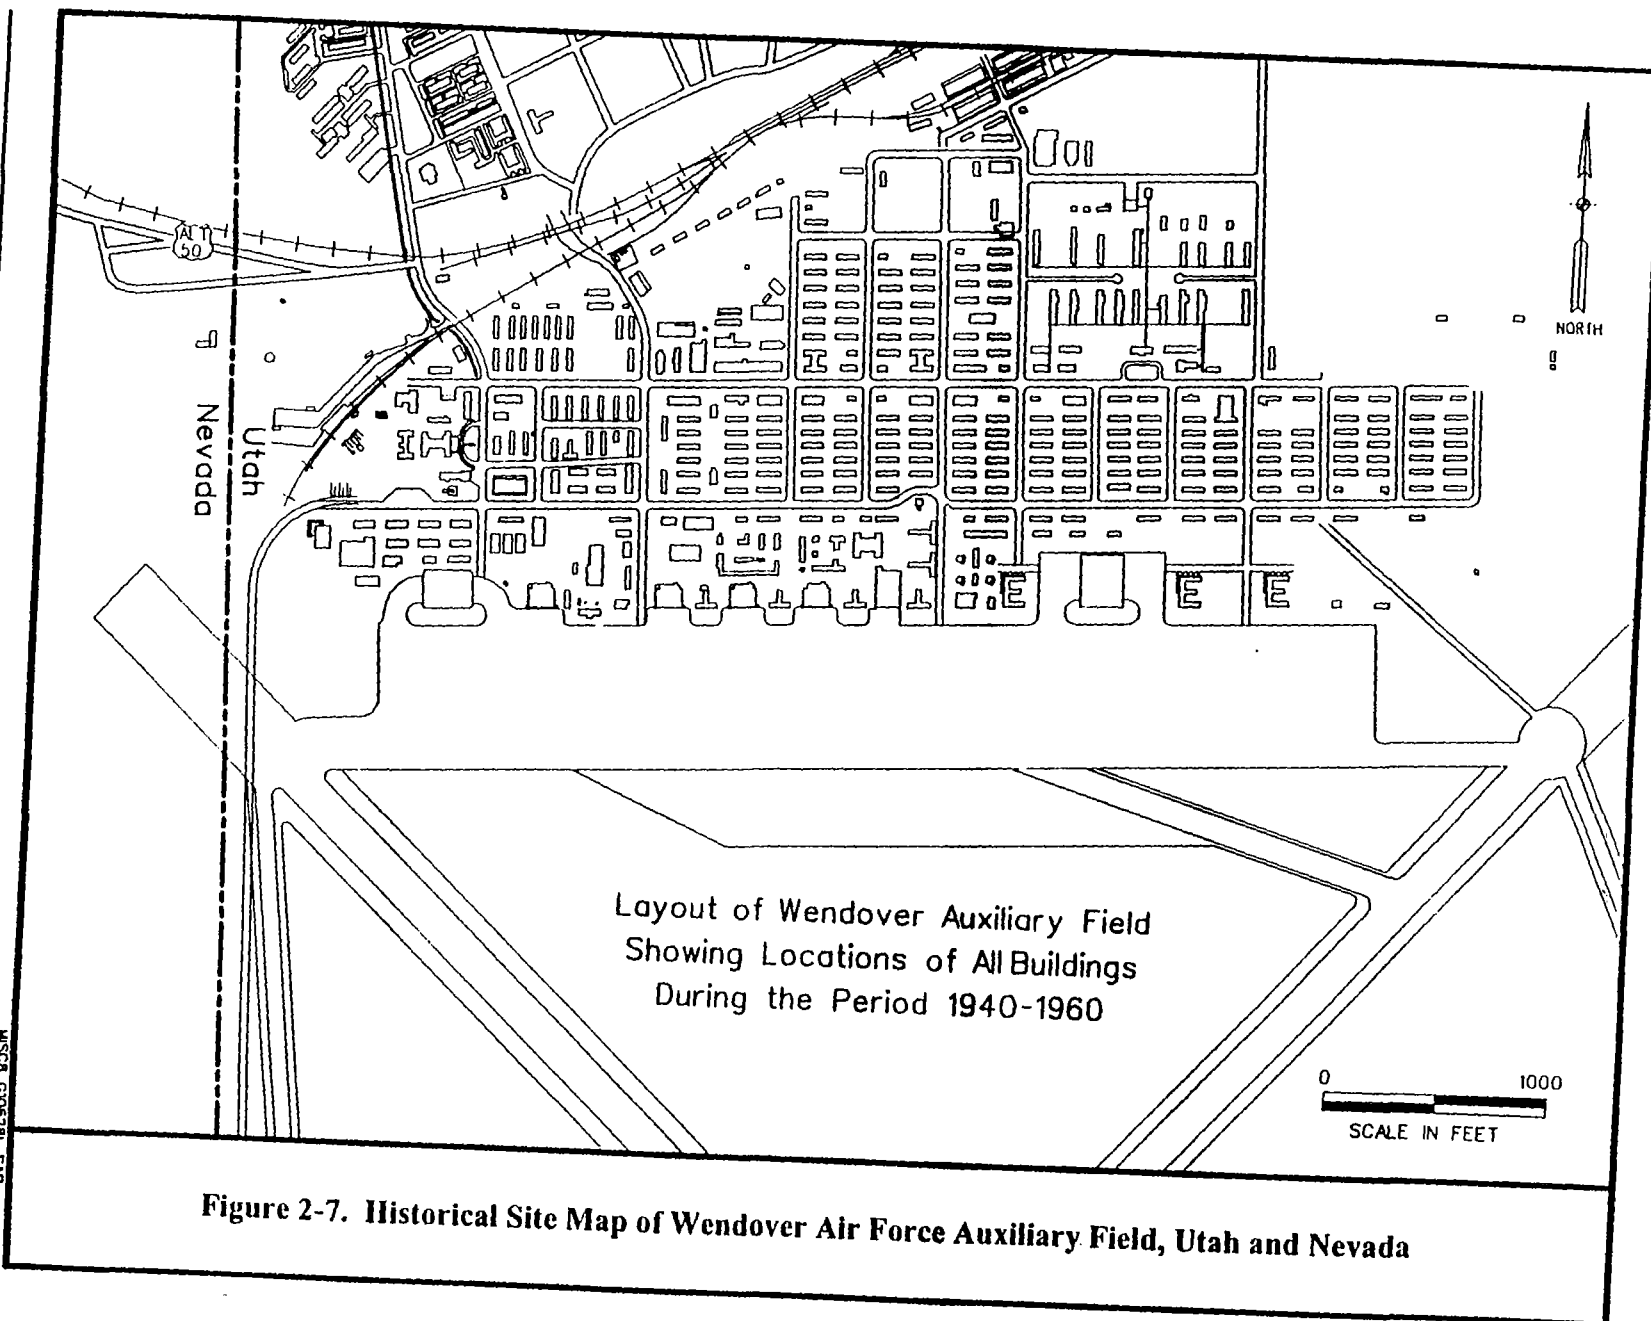 ALT
50
NORTH
Nevada
Utah
Layout of Wendover Auxiliary Field
Showing Locations of All Buildings
During the Period 1940-1960
0 1000
SCALE IN FEET
Figure 2-7. Historical Site Map of Wendover Air Force Auxiliary Field, Utah and Nevada